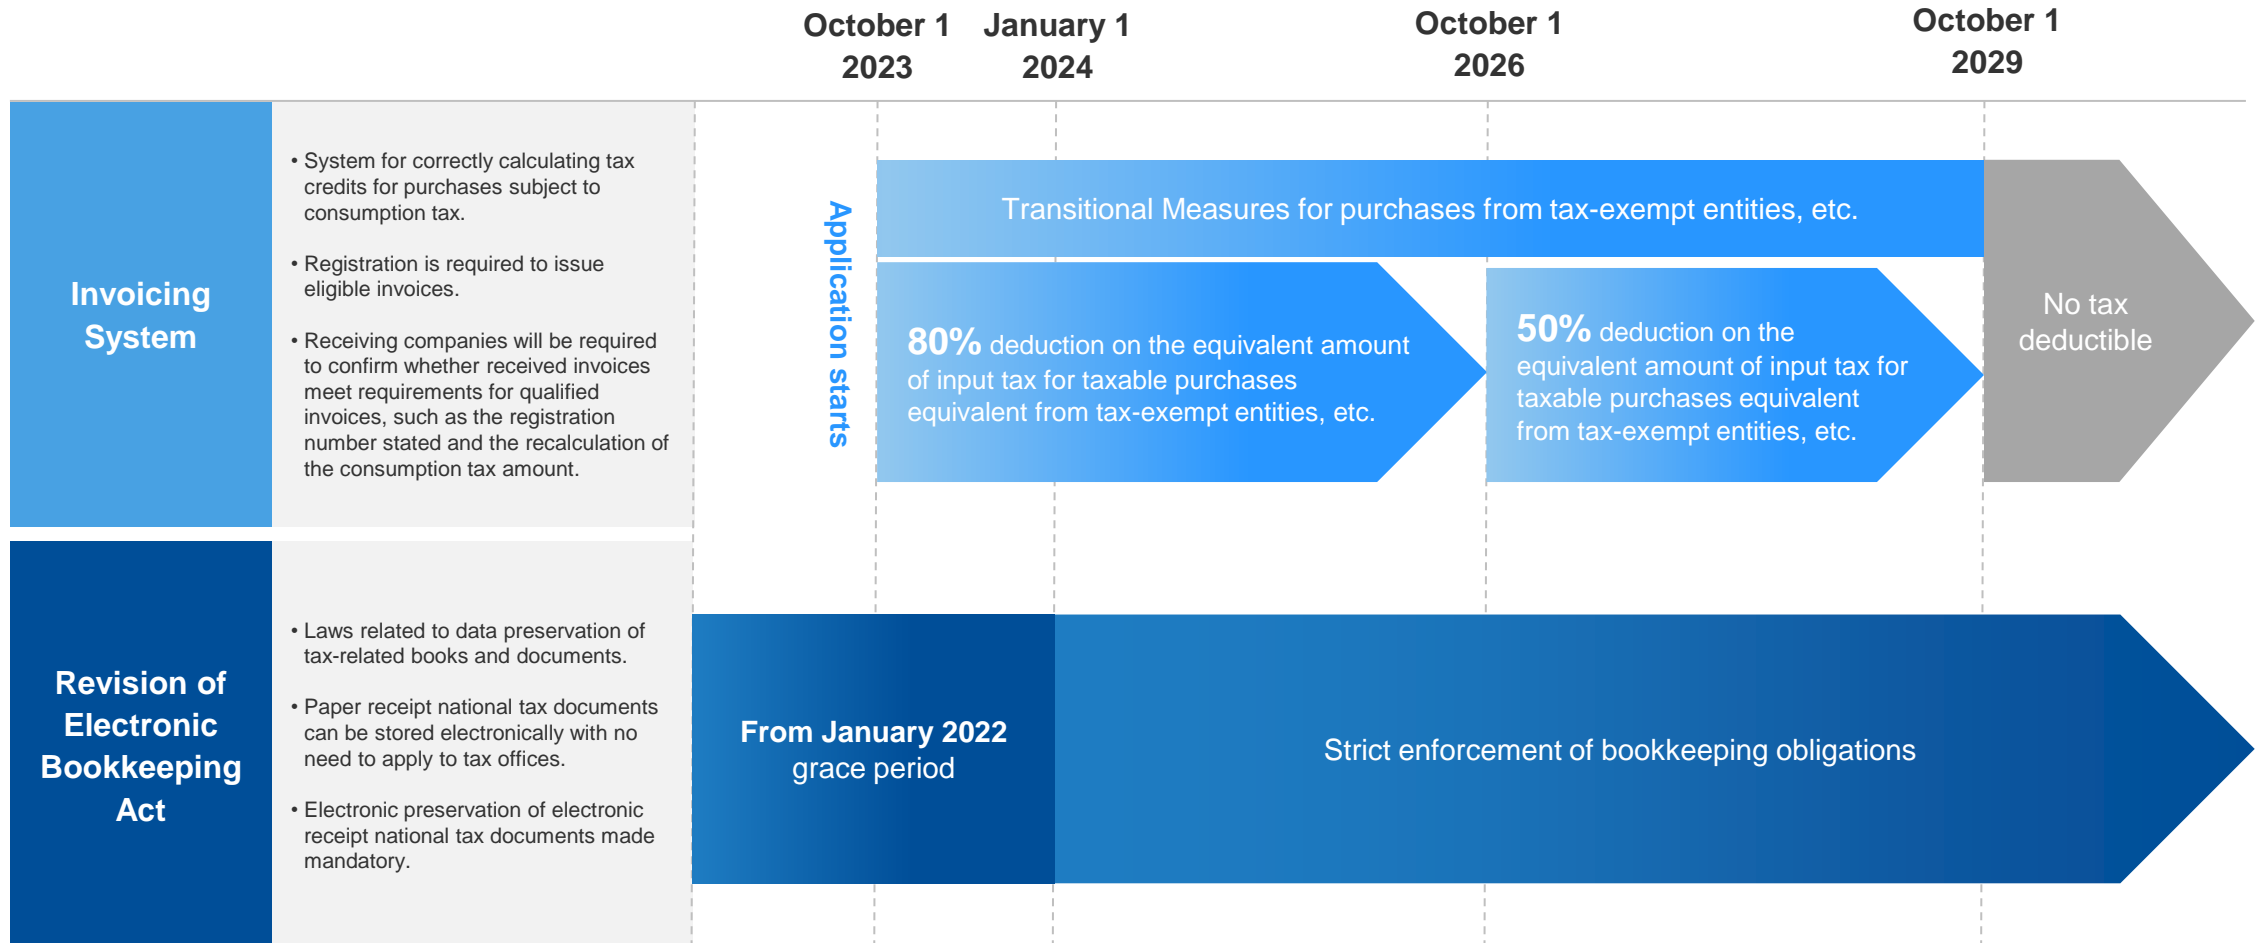 October 1
2023
January 1
2024
October 1
2026
October 1
2029
Invoicing
System
• System for correctly calculating tax
credits for purchases subject to
consumption tax.
• Registration is required to issue
eligible invoices.
• Receiving companies will be required
to confirm whether received invoices
meet requirements for qualified
invoices, such as the registration
number stated and the recalculation of
the consumption tax amount.
Application starts
Transitional Measures for purchases from tax-exempt entities, etc.
80% deduction on the equivalent amount
of input tax for taxable purchases
equivalent from tax-exempt entities, etc.
50% deduction on the
equivalent amount of input tax for
taxable purchases equivalent
from tax-exempt entities, etc.
No tax
deductible
Revision of
Electronic
Bookkeeping
Act
• Laws related to data preservation of
tax-related books and documents.
• Paper receipt national tax documents
can be stored electronically with no
need to apply to tax offices.
• Electronic preservation of electronic
receipt national tax documents made
mandatory.
From January 2022
grace period
Strict enforcement of bookkeeping obligations